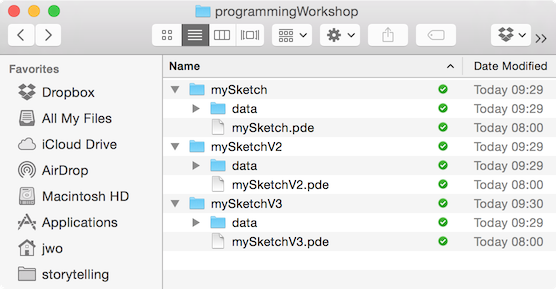 programmingWorkshop
Favorites
Dropbox
All My Files
iCloud Drive
AirDrop
Macintosh HD
Applications
jwo
storytelling
Name Date Modified
mySketch Today 09:29
data Today 09:29
mySketch.pde Today 08:00
mySketchV2 Today 09:29
data Today 09:29
mySketchV2.pde Today 08:00
mySketchV3 Today 09:30
data Today 09:29
mySketchV3.pde Today 08:00